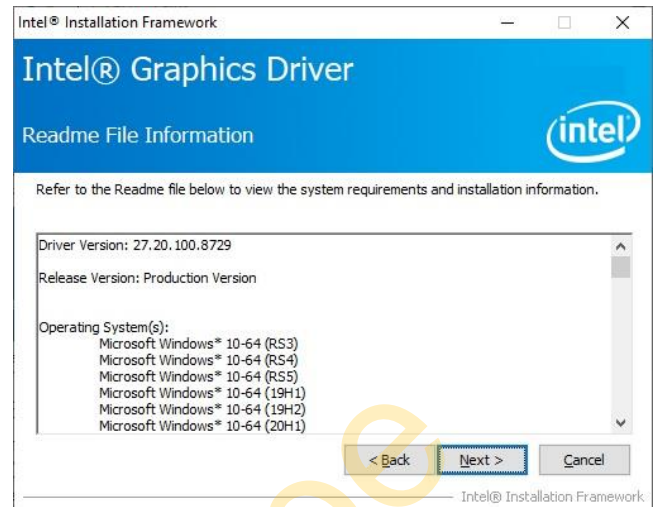 Intel® Installation Framework
Intel® Graphics Driver
Readme File Information
intel
Refer to the Readme file below to view the system requirements and installation information.
Driver Version: 27.20.100.8729
Release Version: Production Version
Operating System(s):
Microsoft Windows* 10-64 (RS3)
Microsoft Windows* 10-64 (RS4)
Microsoft Windows* 10-64 (RS5)
Microsoft Windows* 10-64 (19H1)
Microsoft Windows* 10-64 (19H2)
Microsoft Windows* 10-64 (20H1)
< Back Next > Cancel
Intel® Installation Framework